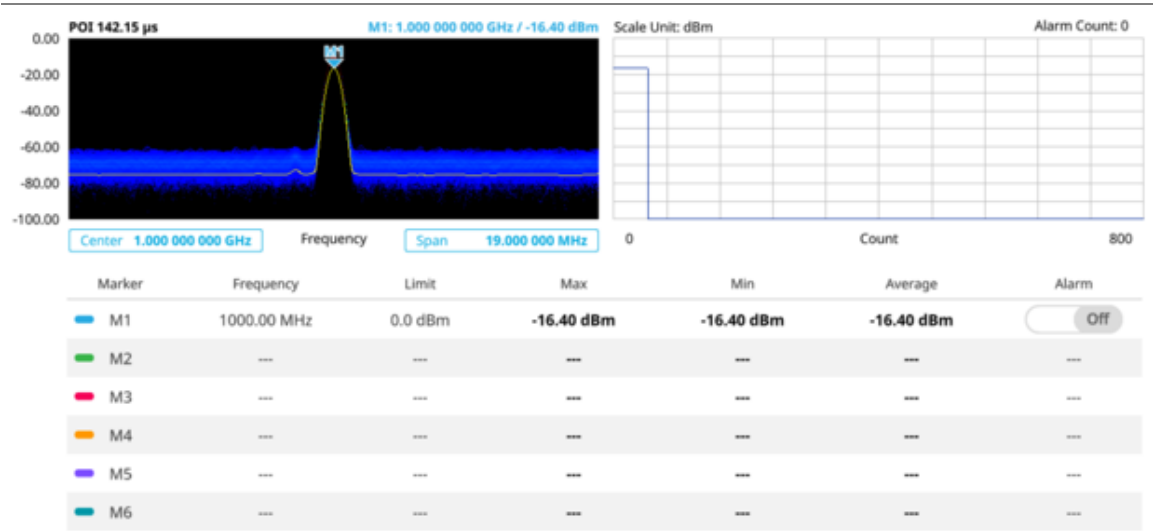 POI 142.15 µs M1: 1.000 000 000 GHz / -16.40 dBm
M1
0.00
-20.00
-40.00
-60.00
-80.00
-100.00
Center 1.000 000 000 GHz Frequency Span 19.000 000 MHz
Scale Unit: dBm Alarm Count: 0
0 Count 800
Marker Frequency Limit Max Min Average Alarm
M1 1000.00 MHz 0.0 dBm -16.40 dBm -16.40 dBm -16.40 dBm Off
M2 --- --- --- --- --- ---
M3 --- --- --- --- --- ---
M4 --- --- --- --- --- ---
M5 --- --- --- --- --- ---
M6 --- --- --- --- --- ---